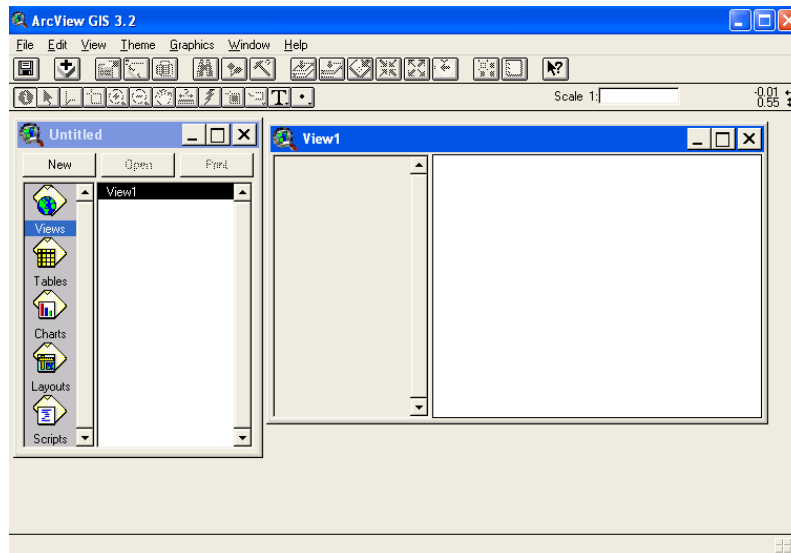 ArcView GIS 3.2
File Edit View Theme Graphics Window Help
Scale 1: -0.01
0.55
Untitled
New Open Print
View1
Views
Tables
Charts
Layouts
Scripts
View1